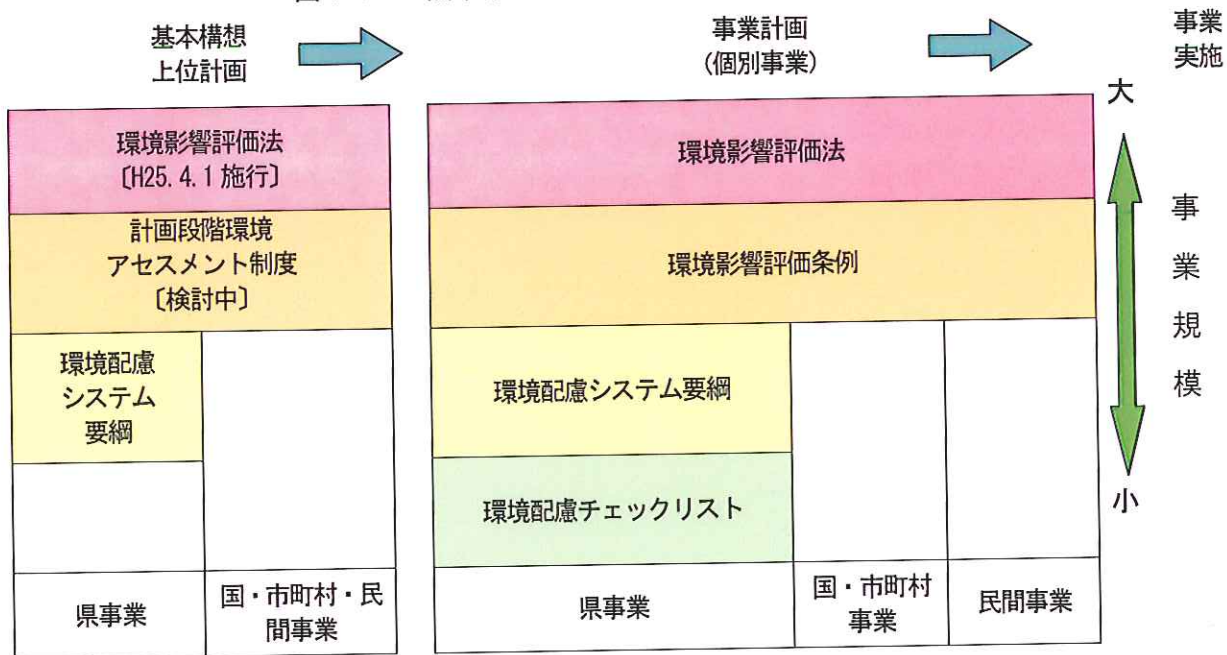 基本構想
上位計画
事業計画
(個別事業)
事業
実施
大
環境影響評価法
〔H25.4.1施行〕
環境影響評価法
計画段階環境
アセスメント制度
〔検討中〕
環境影響評価条例
事
業
規
模
環境配慮
システム
要綱
環境配慮システム要綱
環境配慮チェックリスト
小
県事業
国・市町村・民
間事業
県事業
国・市町村
事業
民間事業